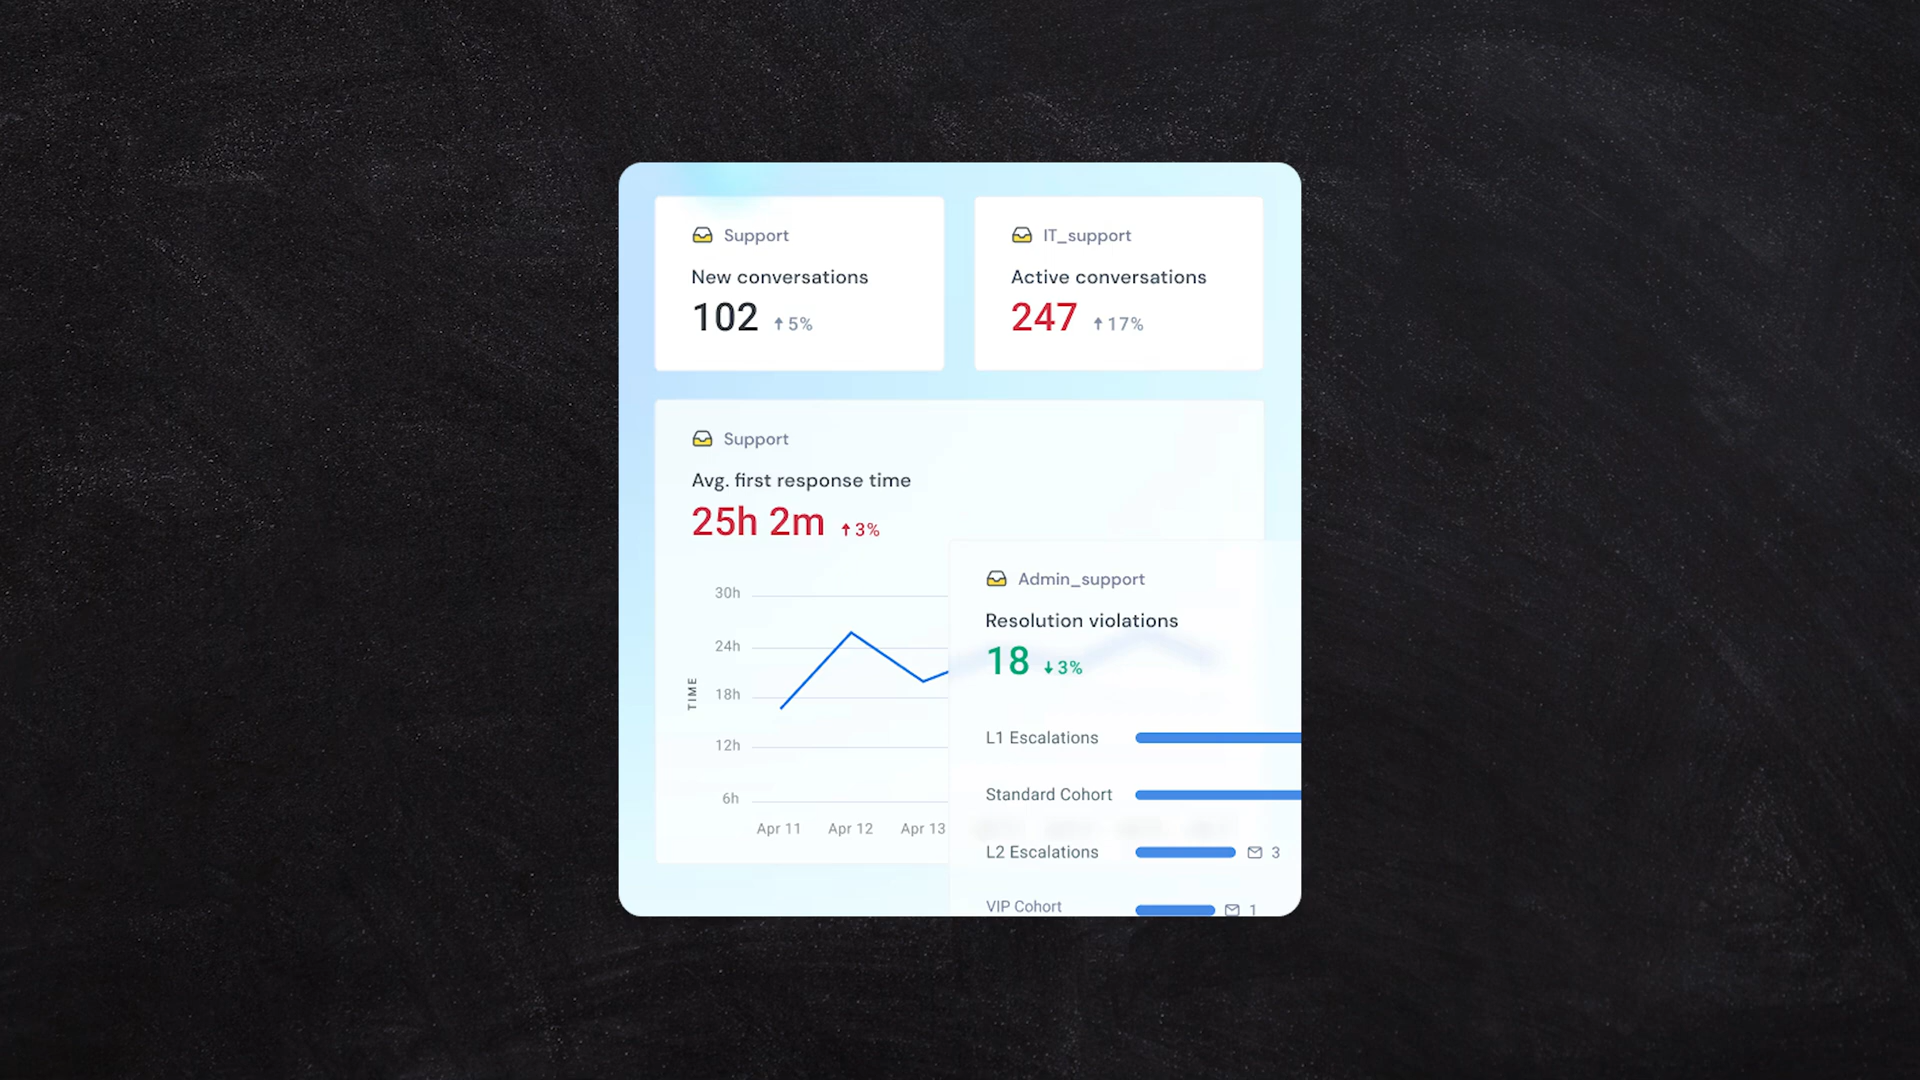 Support
New conversations
102 ↑5%
IT_support
Active conversations
247 ↑17%
Support
Avg. first response time
25h 2m ↑3%
30h
24h
18h
12h
6h
TIME
Apr 11 Apr 12 Apr 13
Admin_support
Resolution violations
18 ↓3%
L1 Escalations
Standard Cohort
L2 Escalations 3
VIP Cohort 1